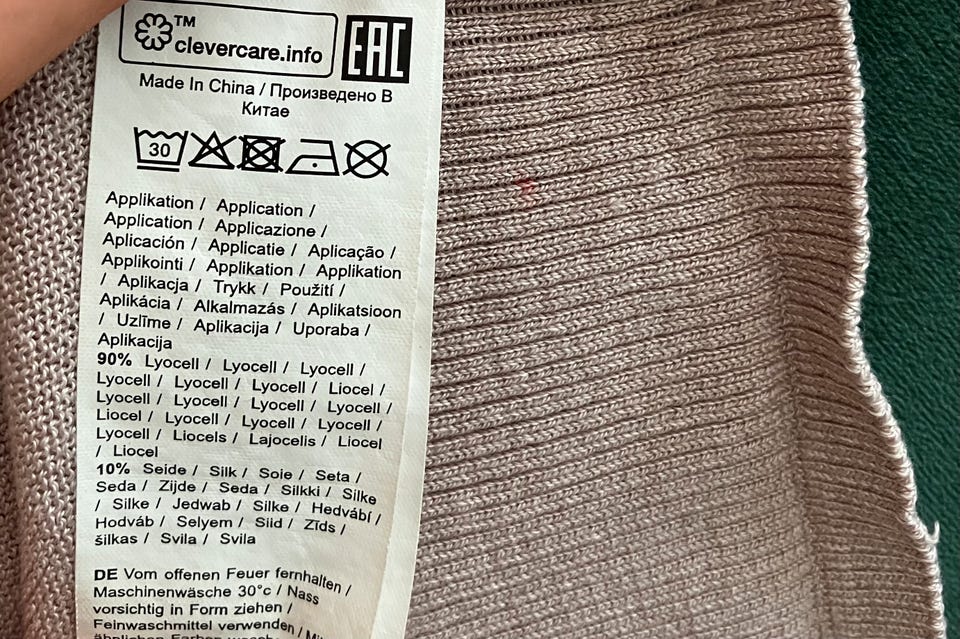 TM
clevercare.info
EAC
Made In China / Произведено В
Китае
30
Applikation / Application /
Application / Applicazione /
Aplicación / Applicatie / Aplicação /
Applikointi / Applikation / Applikation
/ Aplikacja / Trykk / Použití /
Aplikácia / Alkalmazás / Aplikatsioon
/ Uzlīme / Aplikacija / Uporaba /
Aplikacija
90% Lyocell / Lyocell / Lyocell /
Lyocell / Lyocell / Lyocell / Liocel /
Lyocell / Lyocell / Lyocell / Lyocell /
Liocel / Lyocell / Lyocell / Lyocell /
Lyocell / Liocels / Lajocelis / Liocel
/ Liocel
10% Seide / Silk / Soie / Seta /
Seda / Zijde / Seda / Silkki / Silke
/ Silke / Jedwab / Silke / Hedvábí /
Hodváb / Selyem / Siid / Zīds /
šilkas / Svila / Svila
DE Vom offenen Feuer fernhalten /
Maschinenwäsche 30°c / Nass
vorsichtig in Form ziehen /
Feinwaschmittel verwenden /
ähnlichen Farben